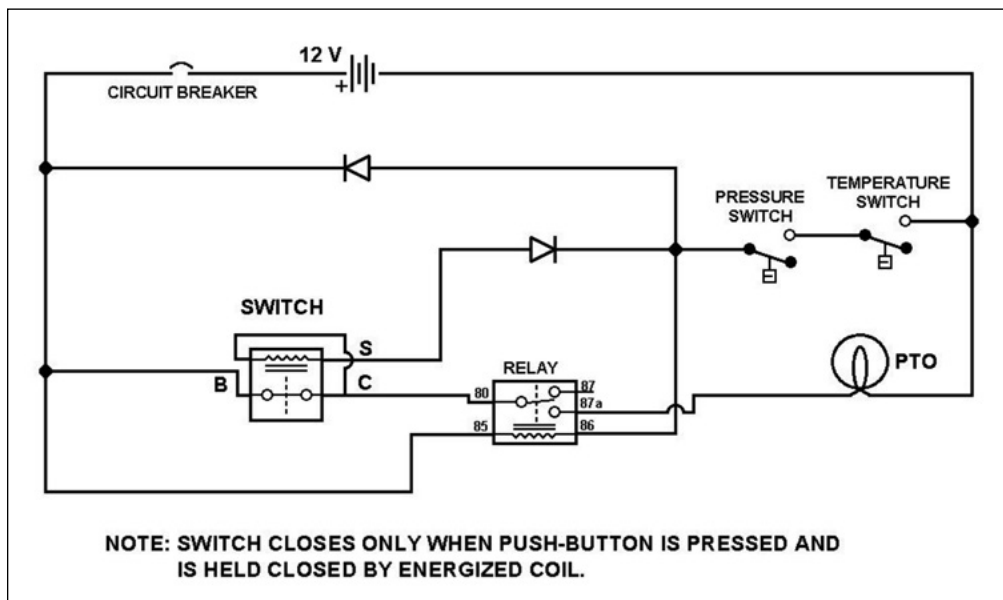 12 V
+
CIRCUIT BREAKER
PRESSURE
SWITCH
TEMPERATURE
SWITCH
SWITCH
S
B
C
RELAY
80
87
87a
85
86
PTO
NOTE: SWITCH CLOSES ONLY WHEN PUSH-BUTTON IS PRESSED AND
IS HELD CLOSED BY ENERGIZED COIL.